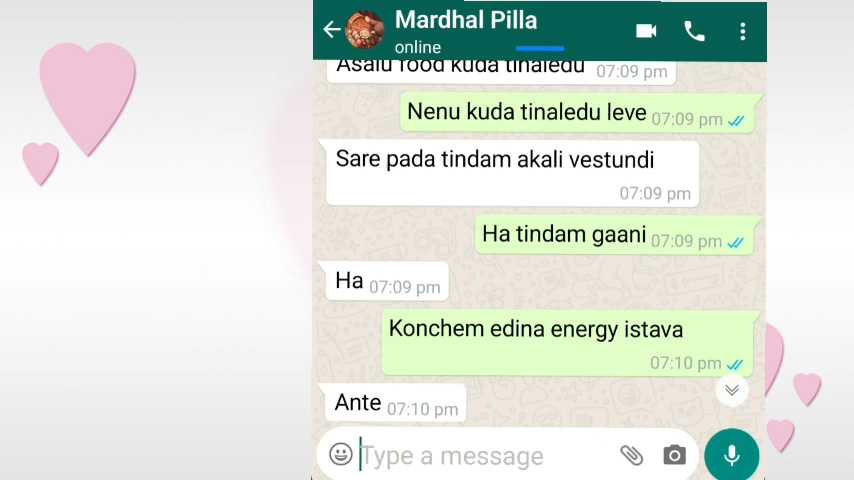 Mardhal Pilla
online
Asalu food kuda tinaledu 07:09 pm
Nenu kuda tinaledu leve 07:09 pm
Sare pada tindam akali vestundi
07:09 pm
Ha tindam gaani 07:09 pm
Ha 07:09 pm
Konchem edina energy istava
07:10 pm
Ante 07:10 pm
Type a message